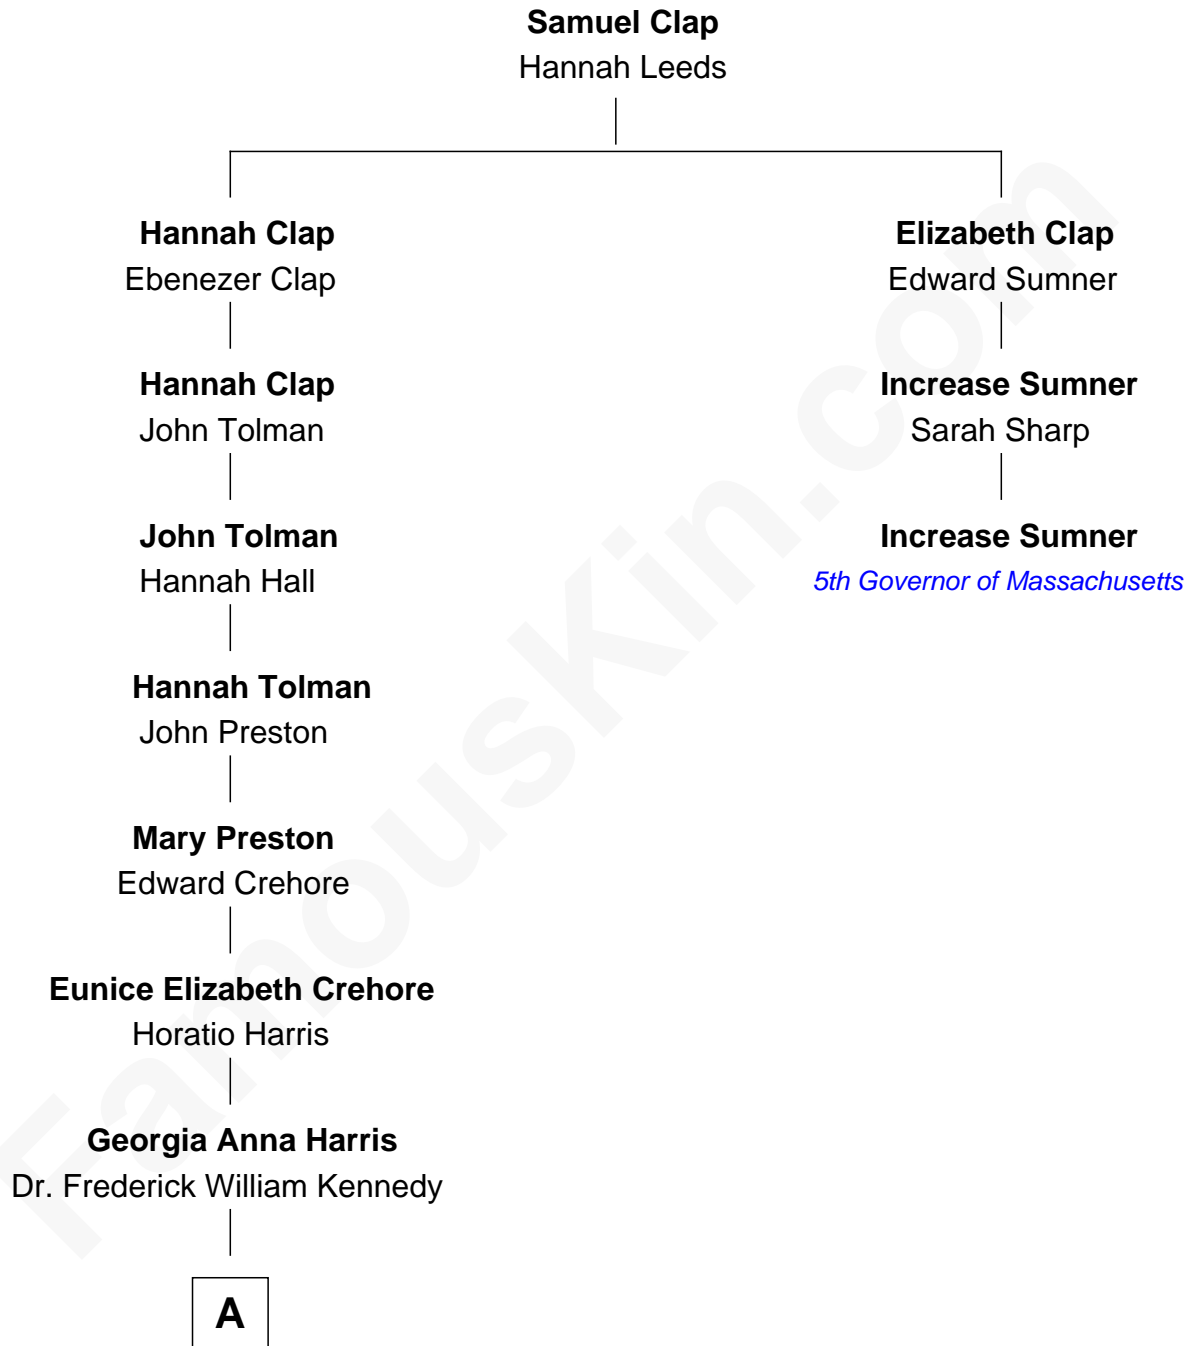 Samuel Clap
Hannah Leeds
Hannah Clap
Ebenezer Clap
Elizabeth Clap
Edward Sumner
Hannah Clap
John Tolman
Increase Sumner
Sarah Sharp
John Tolman
Hannah Hall
Increase Sumner
5th Governor of Massachusetts
Hannah Tolman
John Preston
Mary Preston
Edward Crehore
Eunice Elizabeth Crehore
Horatio Harris
Georgia Anna Harris
Dr. Frederick William Kennedy
A
FamousKin.com